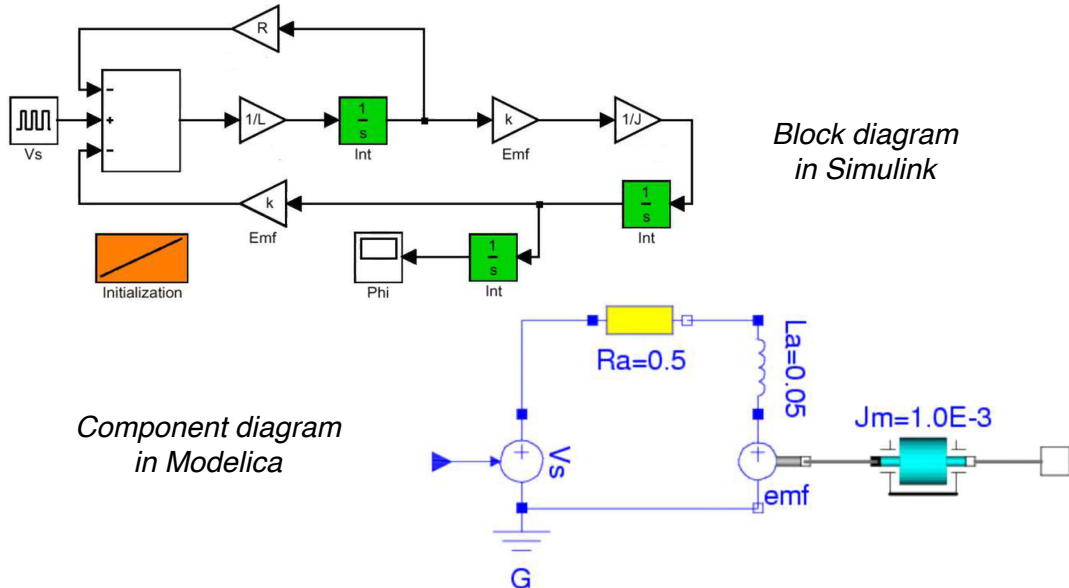 R
-
+
-
Vs
1/L
1
s
Int
k
Emf
1/J
Block diagram
in Simulink
k
Emf
1
s
Int
Initialization
Phi
1
s
Int
Ra=0.5
La=0.05
Component diagram
in Modelica
Jm=1.0E-3
+
Vs
+
emf
G